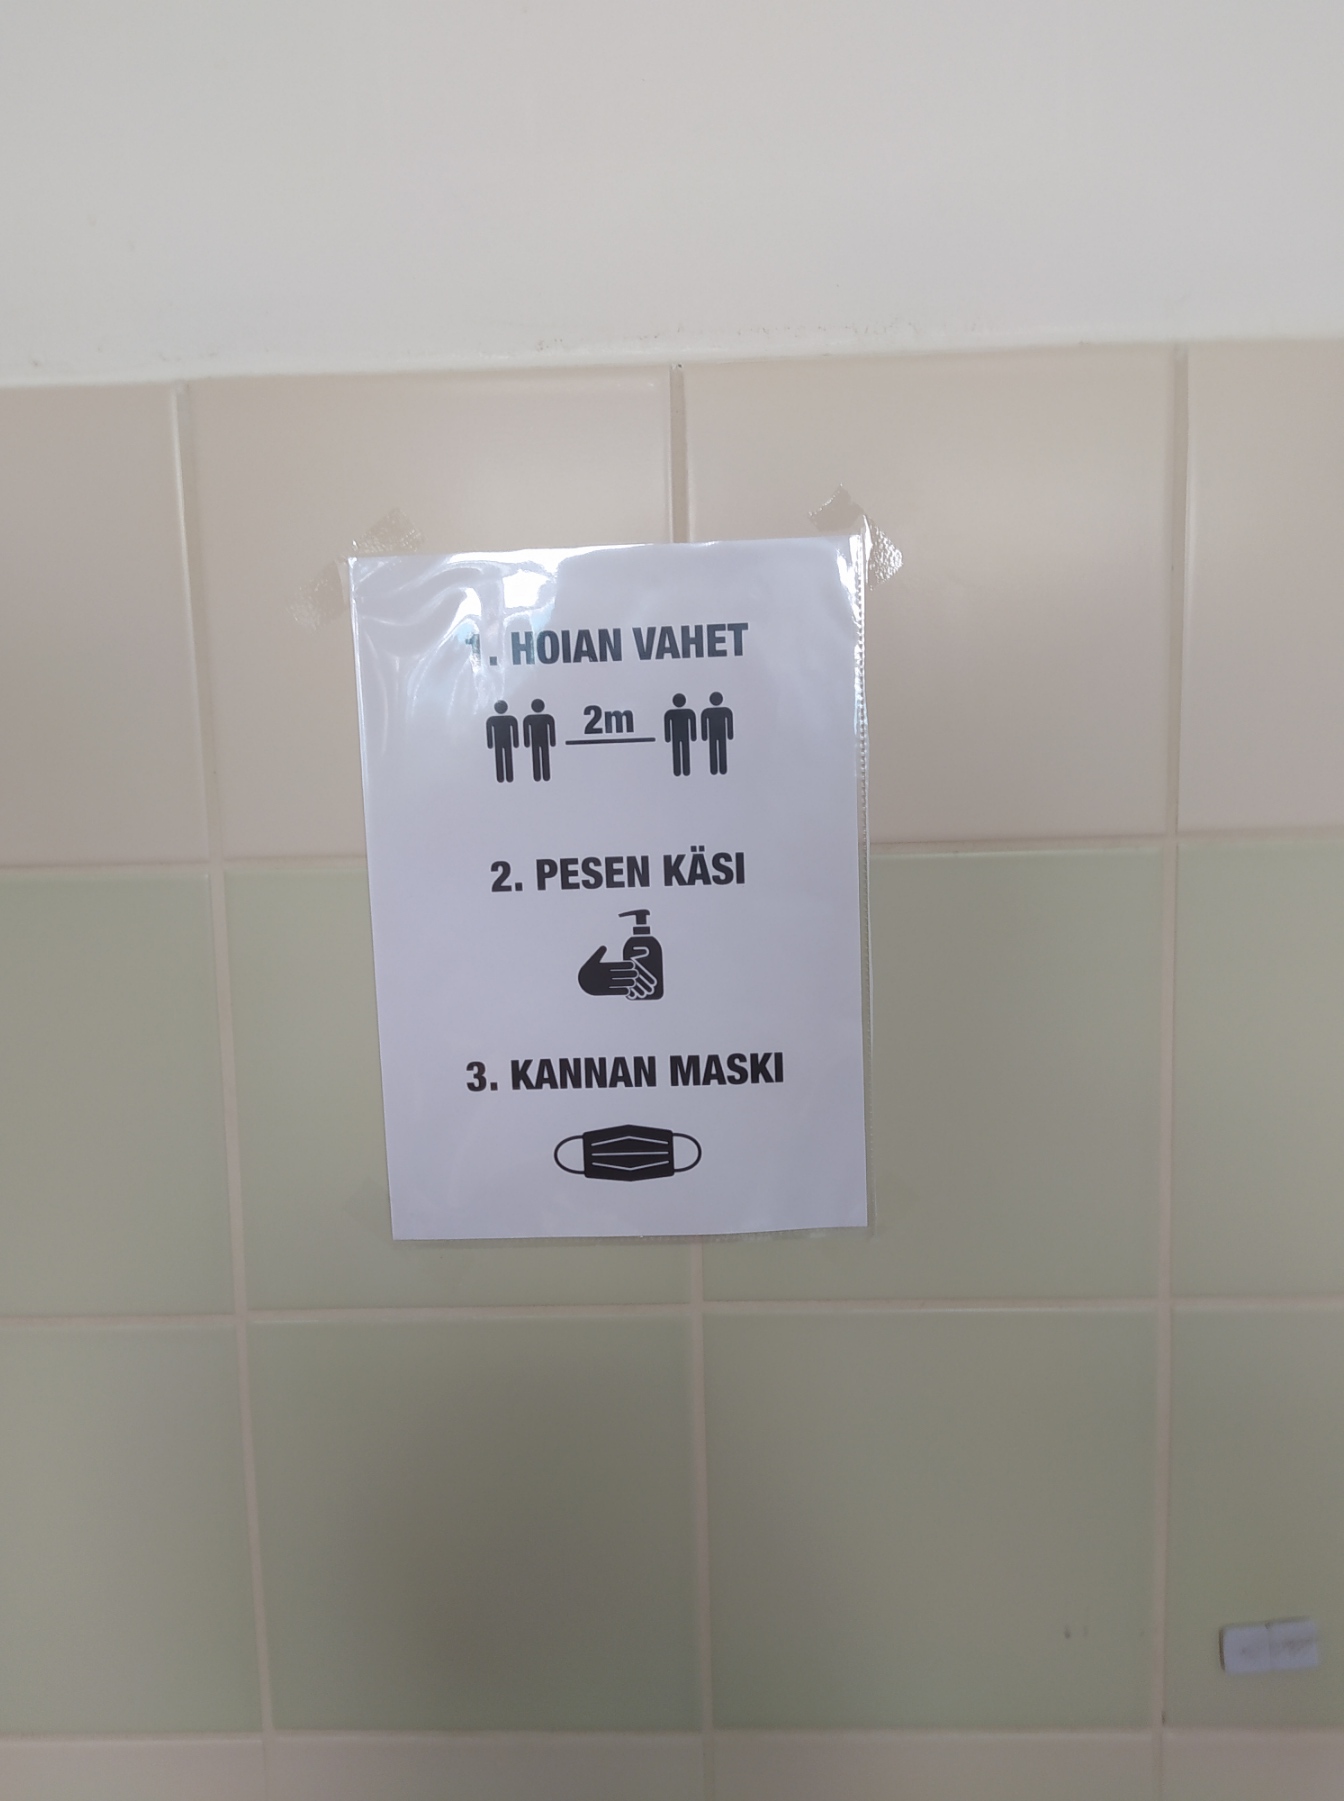 1. HOIAN VAHET
2m
2. PESEN KÄSI
3. KANNAN MASKI